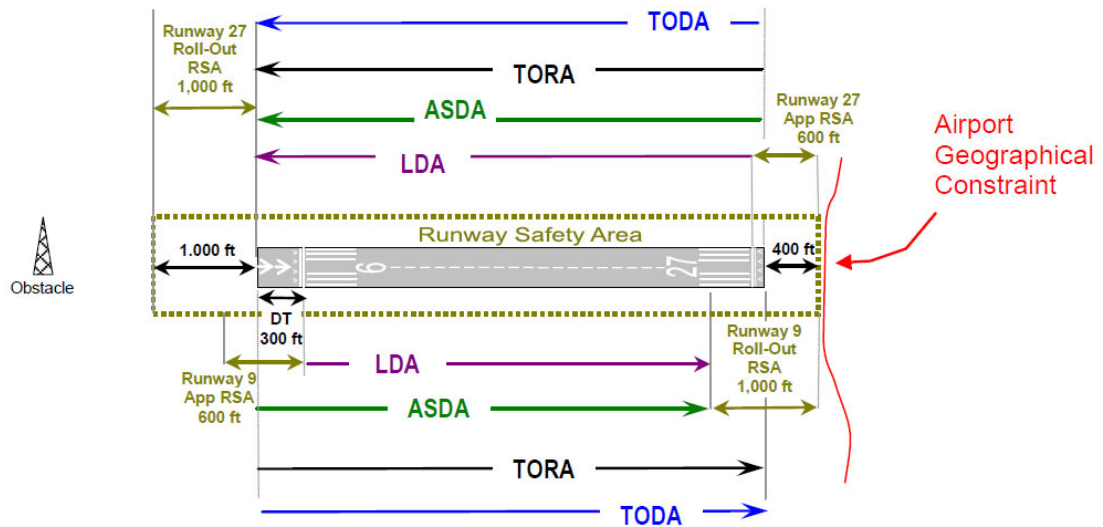 TODA
Runway 27
Roll-Out
RSA
1,000 ft
TORA
ASDA
Runway 27
App RSA
600 ft
LDA
Airport
Geographical
Constraint
Runway Safety Area
1.000 ft
9
27
400 ft
Obstacle
DT
300 ft
LDA
Runway 9
App RSA
600 ft
ASDA
Runway 9
Roll-Out
RSA
1,000 ft
TORA
TODA